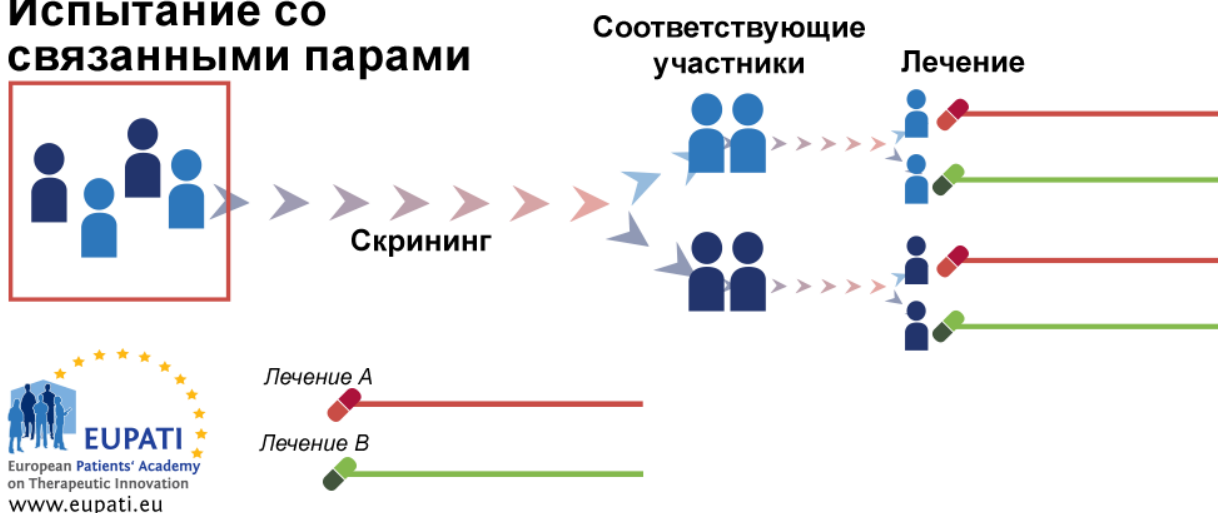 Испытание со
связанными парами
Соответствующие
участники
Лечение
Скрининг
Лечение А
Лечение В
EUPATI
European Patients' Academy
on Therapeutic Innovation
www.eupati.eu